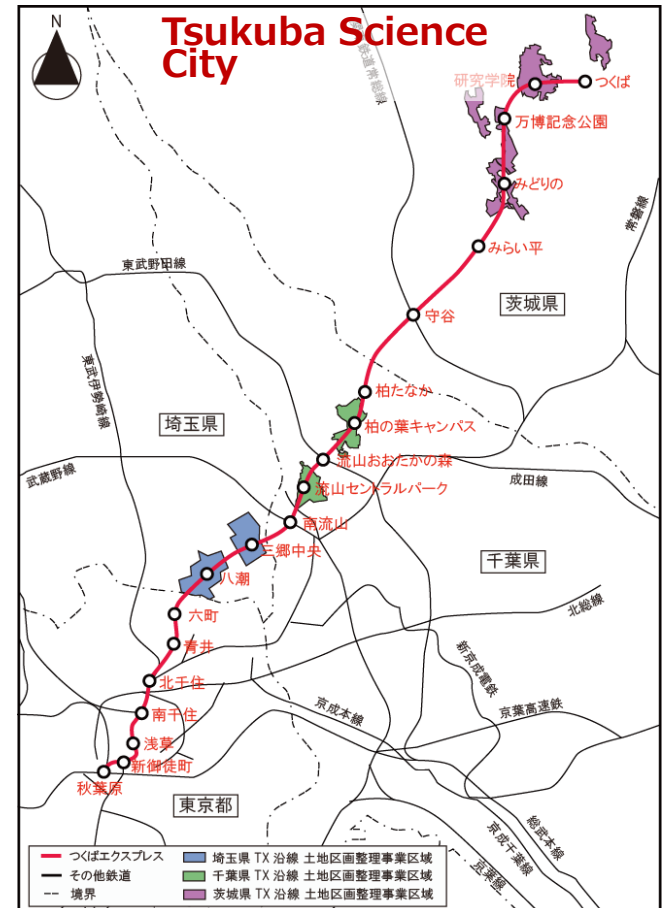 Tsukuba Science
City
N
研究学院
つくば
万博記念公園
みどりの
常磐線
みらい平
東武野田線
茨城県
守谷
東武伊勢崎線
柏たなか
埼玉県
柏の葉キャンパス
流山おおたかの森
武蔵野線
成田線
流山セントラルパーク
南流山
三郷中央
千葉県
八潮
北総線
六町
青井
新京成電鉄
北千住
京成本線
京葉高速鉄
南千住
浅草
新御徒町
秋葉原
東京都
総武本線
京成千葉線
京葉線
つくばエクスプレス
埼玉県 TX 沿線 土地区画整理事業区域
その他鉄道
千葉県 TX 沿線 土地区画整理事業区域
境界
茨城県 TX 沿線 土地区画整理事業区域